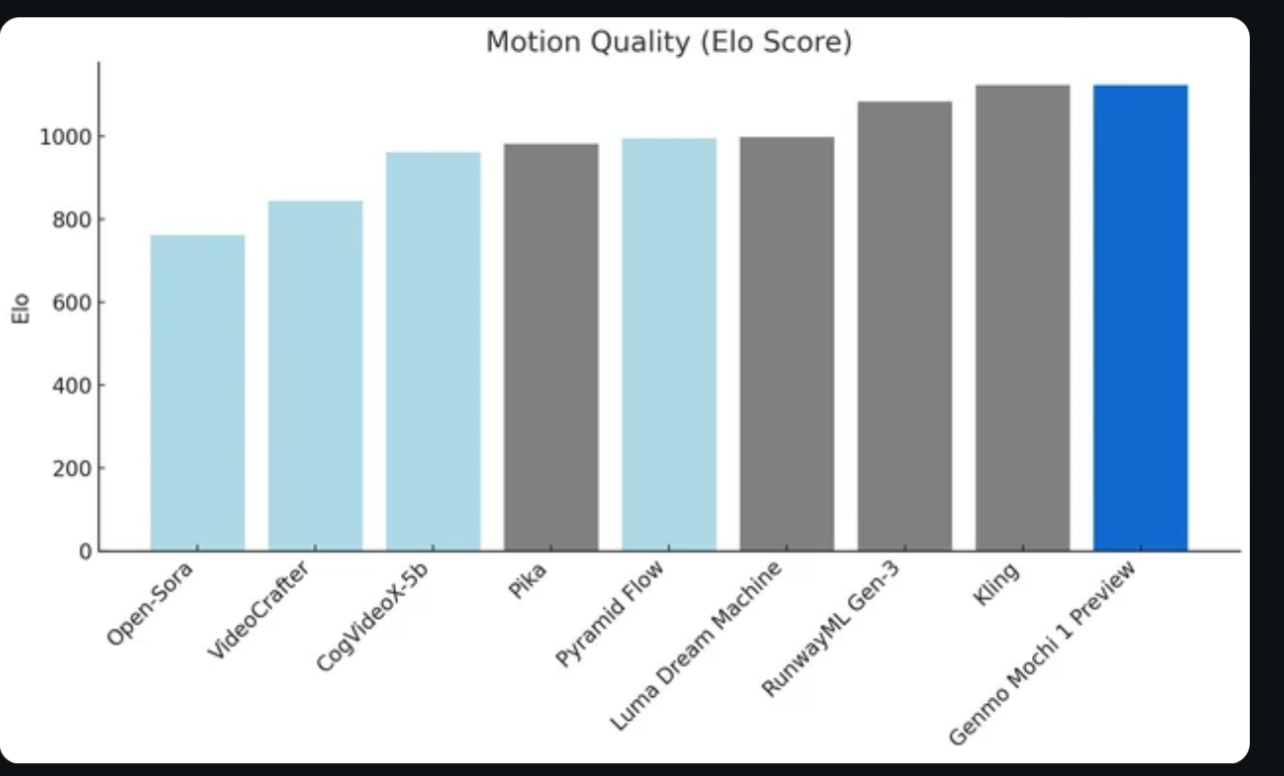 Motion Quality (Elo Score)
Elo
1000
800
600
400
200
0
Open-Sora
VideoCrafter
CogVideoX-5b
Pika
Pyramid Flow
Luma Dream Machine
RunwayML Gen-3
Kling
Genmo Mochi 1 Preview